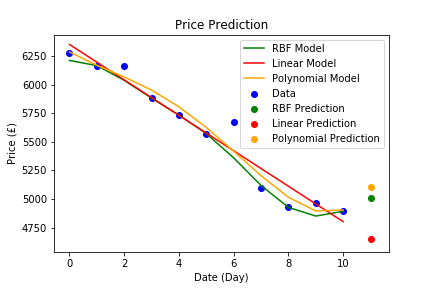 Price Prediction
Price (£)
6250
6000
5750
5500
5250
5000
4750
RBF Model
Linear Model
Polynomial Model
Data
RBF Prediction
Linear Prediction
Polynomial Prediction
0 2 4 6 8 10
Date (Day)